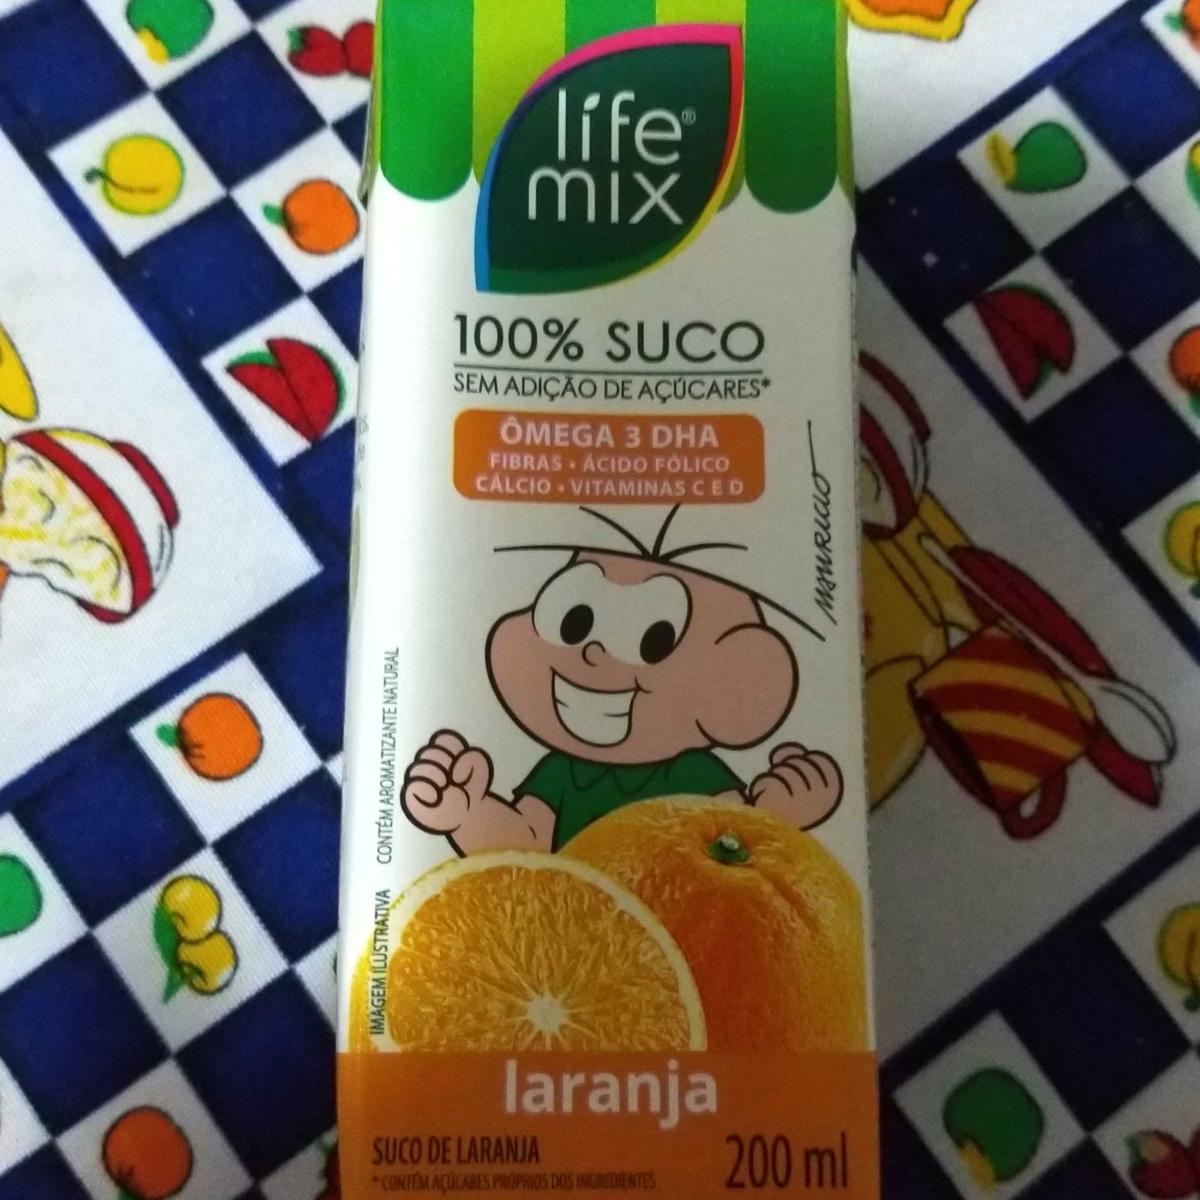 life®
mix
100% SUCO
SEM ADIÇÃO DE AÇÚCARES*
ÔMEGA 3 DHA
FIBRAS • ÁCIDO FÓLICO
CÁLCIO • VITAMINAS C E D
MAURICIO
CONTÉM AROMATIZANTE NATURAL
IMAGEM ILUSTRATIVA
laranja
SUCO DE LARANJA
200 ml
*CONTÉM AÇÚCARES PRÓPRIOS DOS INGREDIENTES